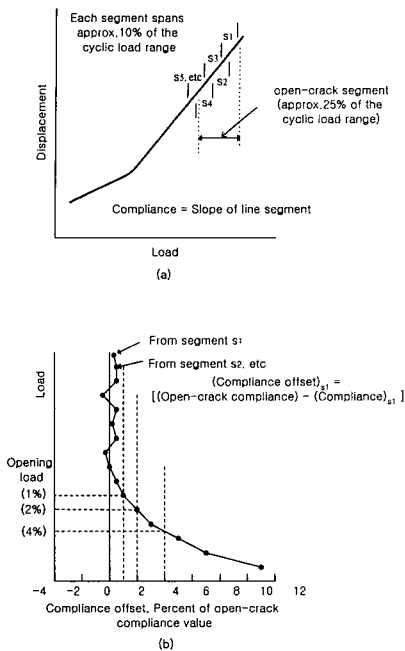 Each segment spans
approx.10% of the
cyclic load range
S1
S3
S5, etc
S2
S4
open-crack segment
(approx.25% of the
cyclic load range)
Displacement
Compliance = Slope of line segment
Load
(a)
From segment s1
From segment s2, etc
(Compliance offset)s1 =
[(Open-crack compliance) - (Compliance)s1 ]
Load
Opening
load
(1%)
(2%)
(4%)
-4 -2 0 2 4 6 8 10 12
Compliance offset, Percent of open-crack
compliance value
(b)